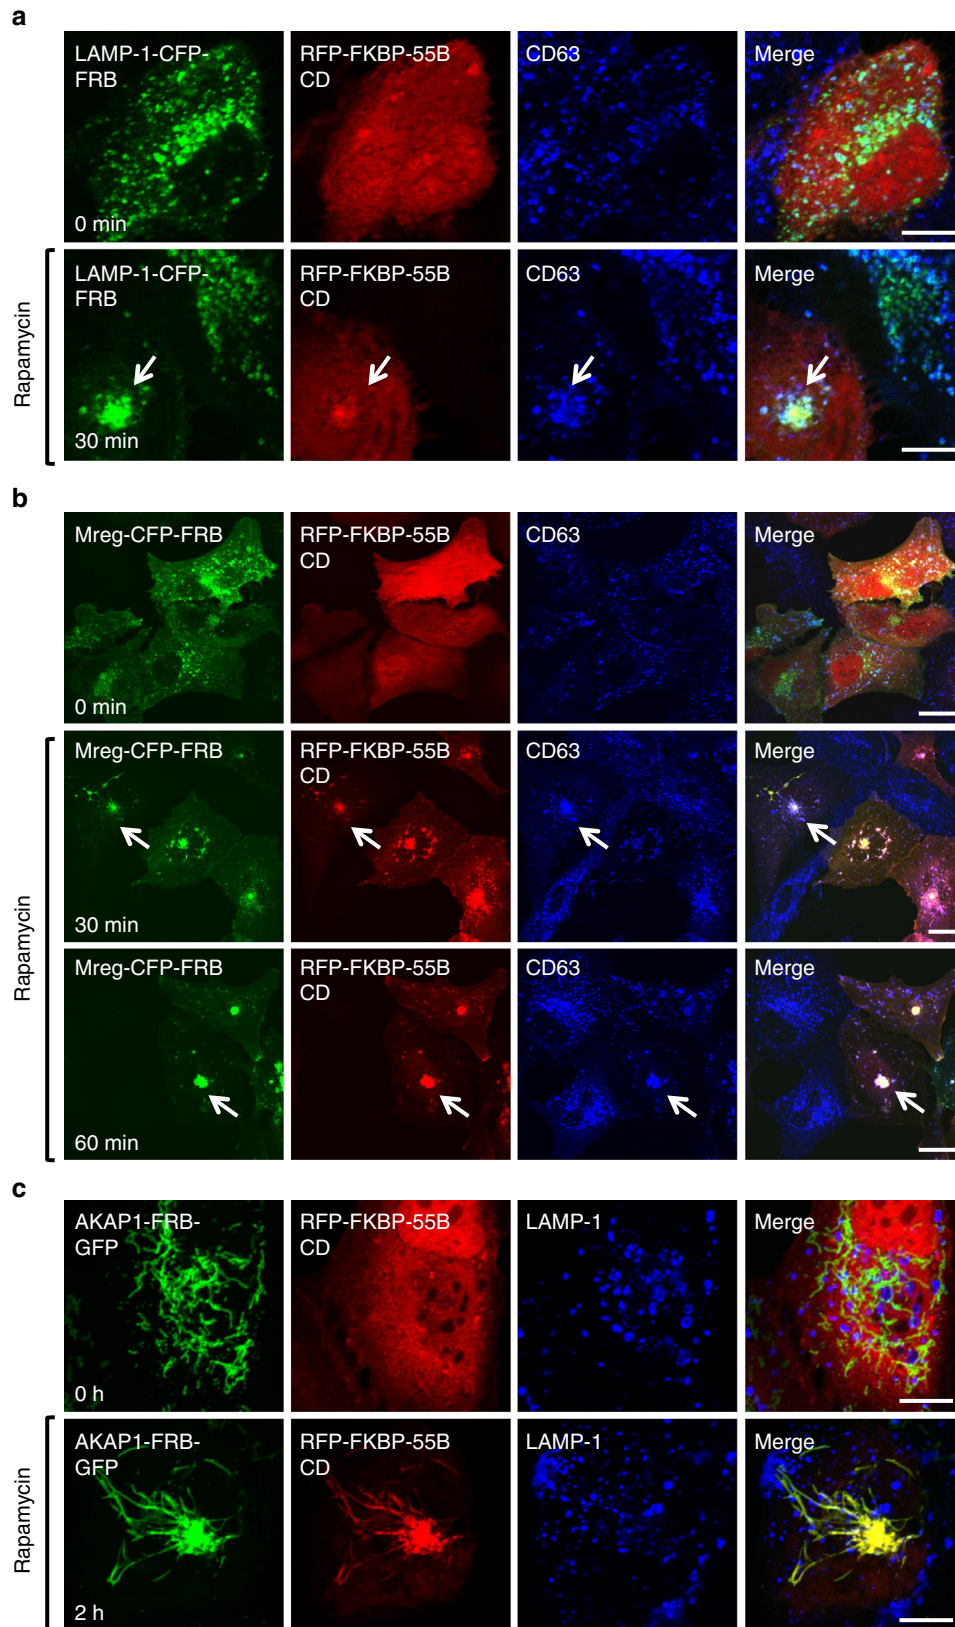 a
LAMP-1-CFP-
FRB
0 min
RFP-FKBP-55B
CD
CD63
Merge
Rapamycin
LAMP-1-CFP-
FRB
30 min
RFP-FKBP-55B
CD
CD63
Merge
b
Mreg-CFP-FRB
0 min
RFP-FKBP-55B
CD
CD63
Merge
Rapamycin
Mreg-CFP-FRB
30 min
RFP-FKBP-55B
CD
CD63
Merge
Mreg-CFP-FRB
60 min
RFP-FKBP-55B
CD
CD63
Merge
c
AKAP1-FRB-
GFP
0 h
RFP-FKBP-55B
CD
LAMP-1
Merge
Rapamycin
AKAP1-FRB-
GFP
2 h
RFP-FKBP-55B
CD
LAMP-1
Merge